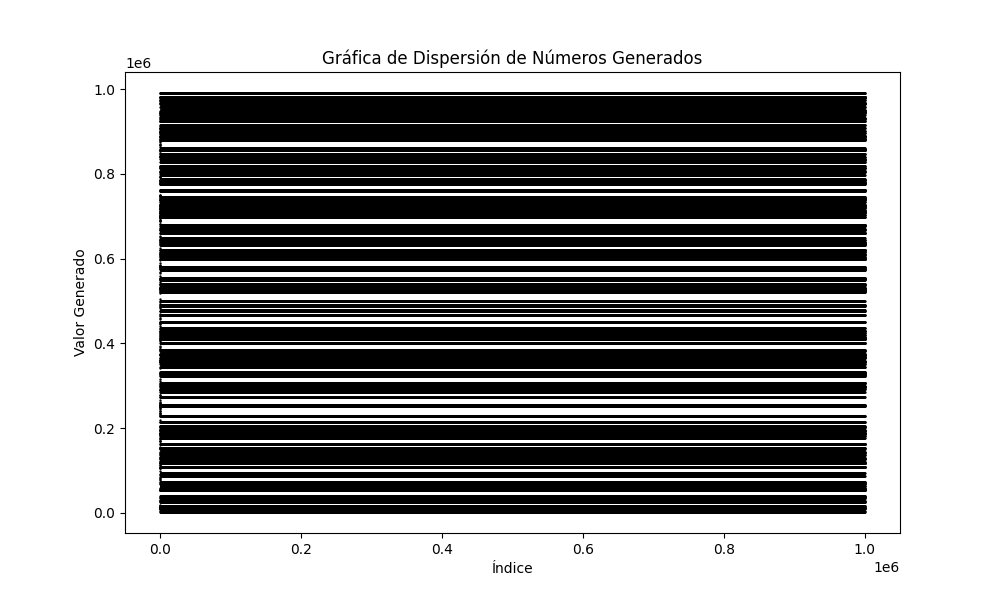 Gráfica de Dispersión de Números Generados
1e6
1.0
0.8
0.6
0.4
0.2
0.0
Valor Generado
0.0 0.2 0.4 0.6 0.8 1.0
Índice
1e6